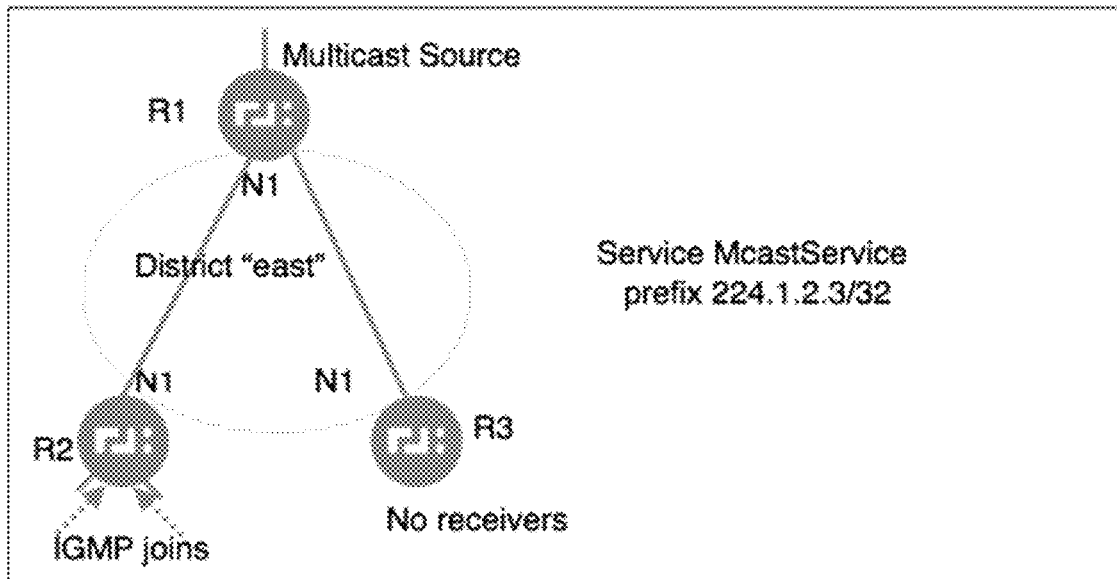 Multicast Source
R1
N1
District "east"
Service McastService
prefix 224.1.2.3/32
N1
N1
R2
R3
No receivers
IGMP joins